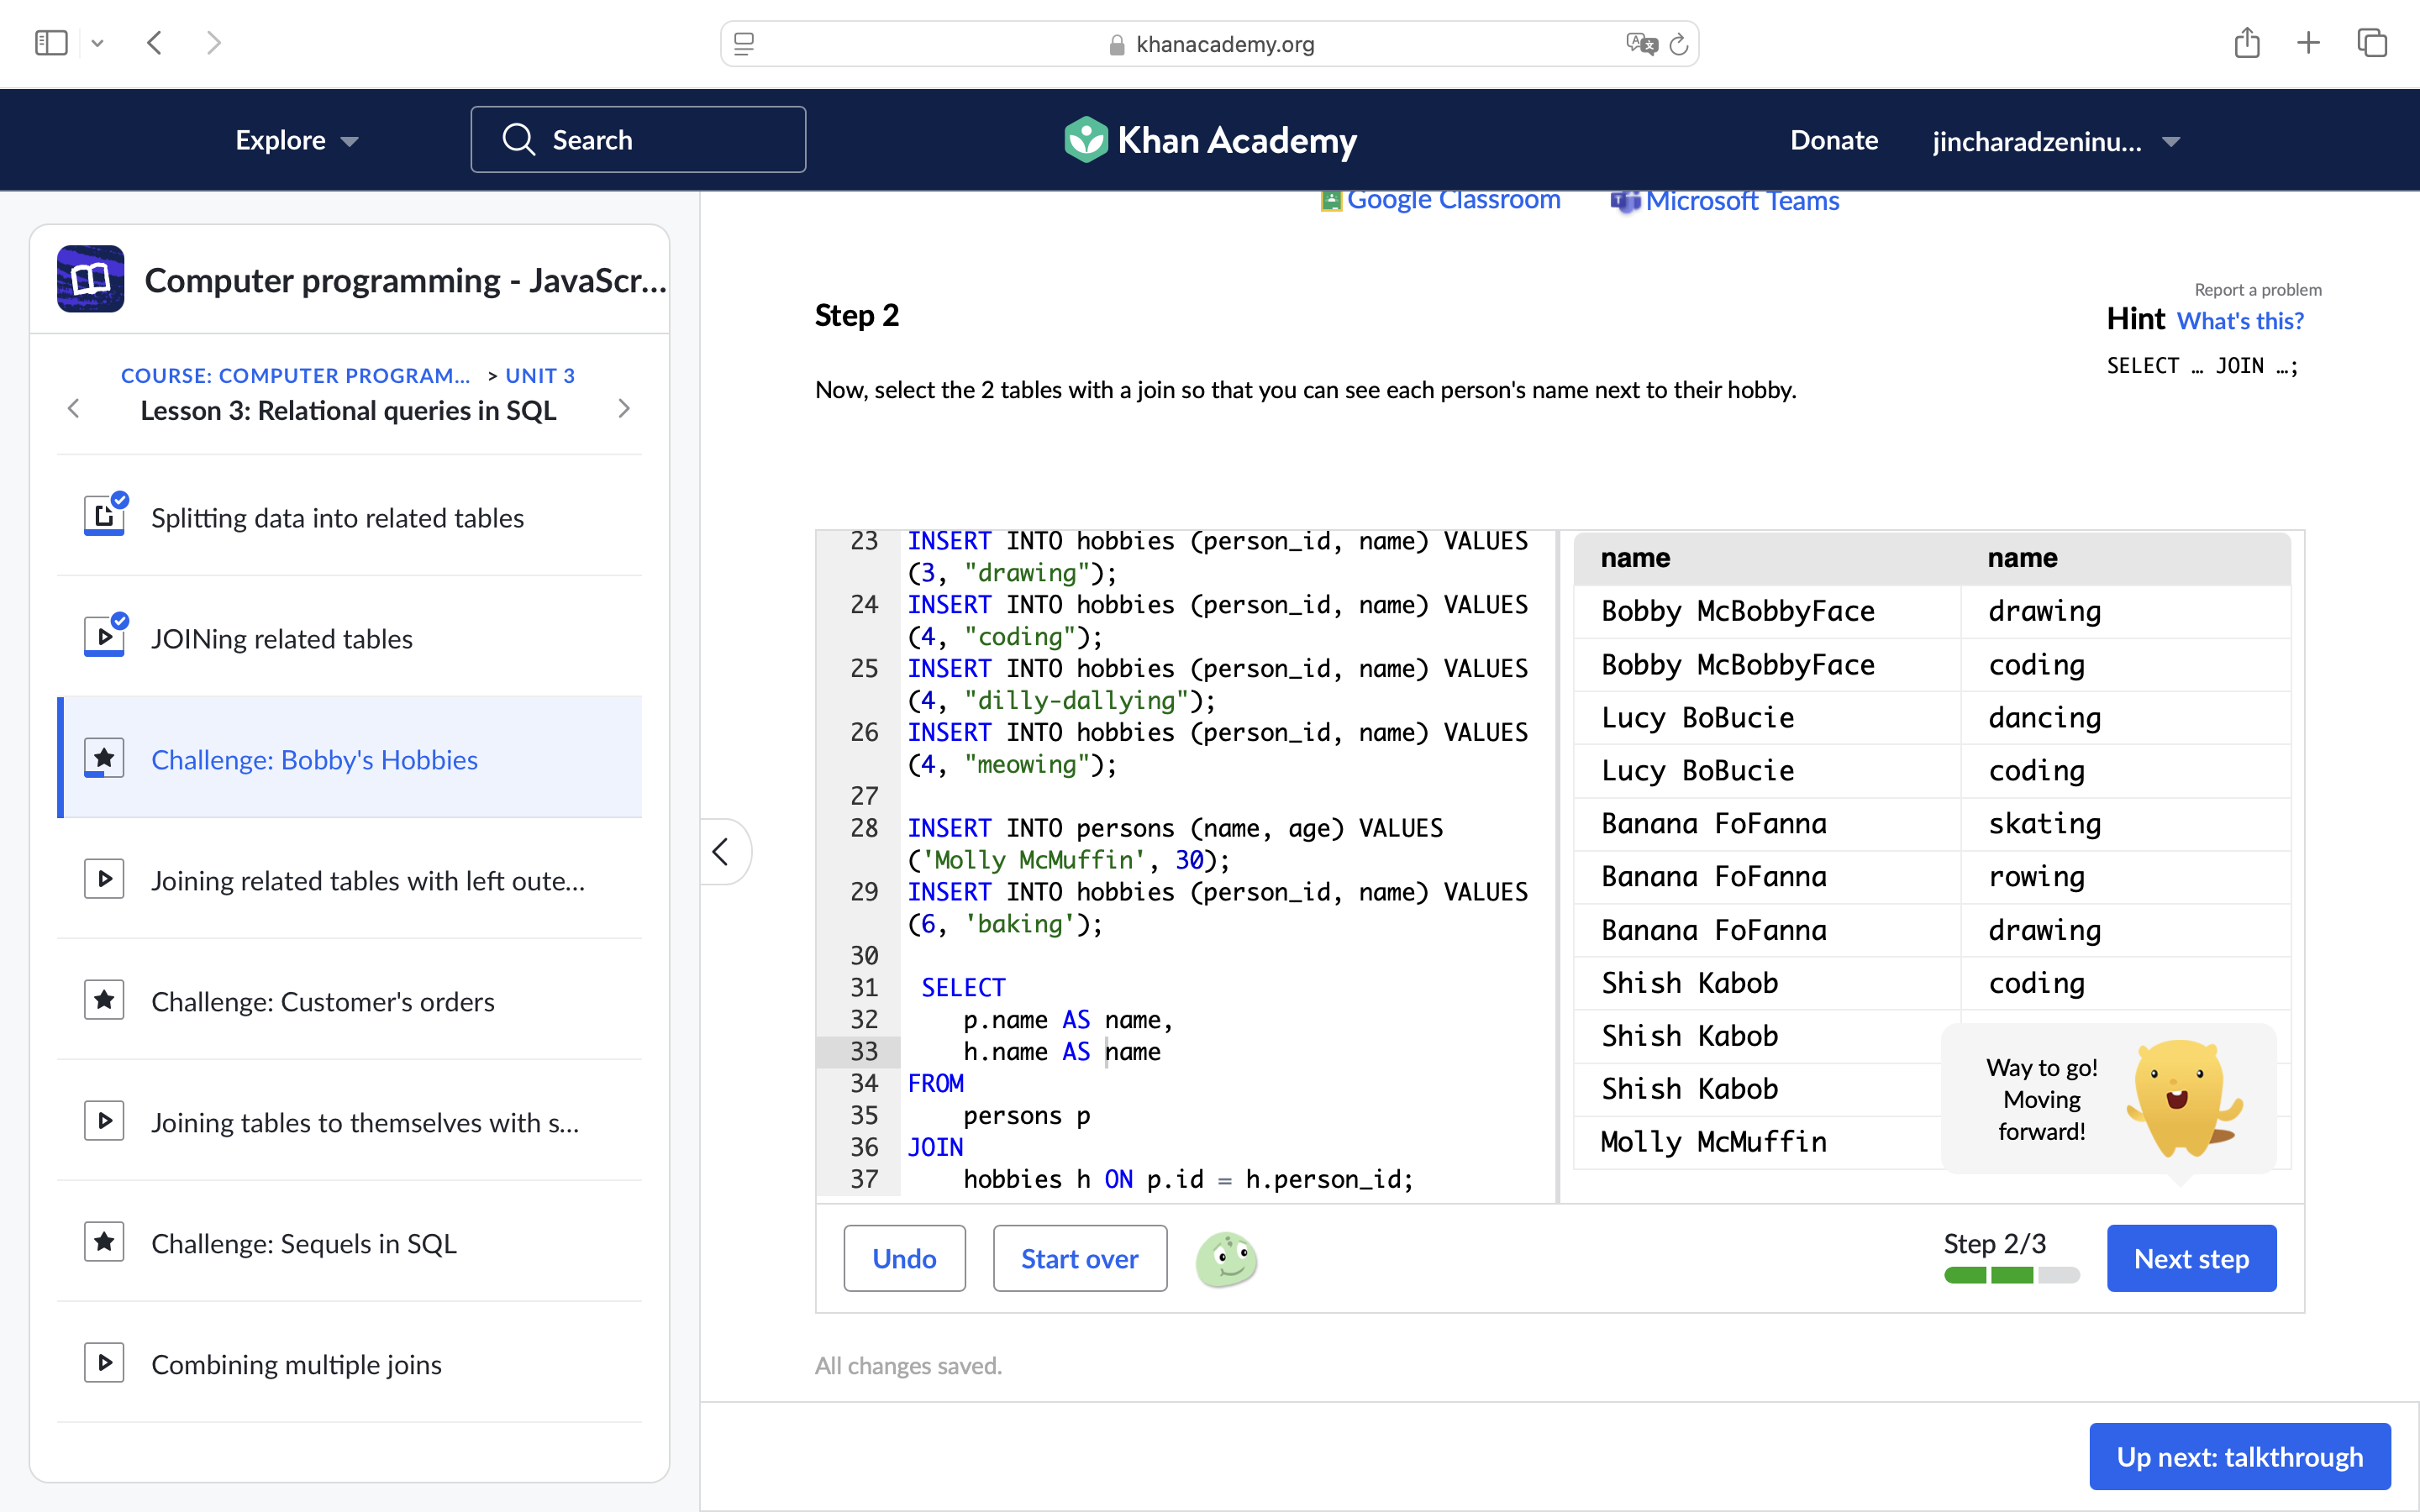 khanacademy.org
Explore
Search
Khan Academy
Donate
jincharadzeninu...
Google Classroom
Microsoft Teams
Computer programming - JavaScr...
COURSE: COMPUTER PROGRAM... > UNIT 3
Lesson 3: Relational queries in SQL
Splitting data into related tables
JOINing related tables
Challenge: Bobby's Hobbies
Joining related tables with left oute...
Challenge: Customer's orders
Joining tables to themselves with s...
Challenge: Sequels in SQL
Combining multiple joins
Step 2
Now, select the 2 tables with a join so that you can see each person's name next to their hobby.
Report a problem
Hint What's this?
SELECT … JOIN …;
23 INSERT INTO hobbies (person_id, name) VALUES
(3, "drawing");
24 INSERT INTO hobbies (person_id, name) VALUES
(4, "coding");
25 INSERT INTO hobbies (person_id, name) VALUES
(4, "dilly-dallying");
26 INSERT INTO hobbies (person_id, name) VALUES
(4, "meowing");
27
28 INSERT INTO persons (name, age) VALUES
('Molly McMuffin', 30);
29 INSERT INTO hobbies (person_id, name) VALUES
(6, 'baking');
30
31 SELECT
32 p.name AS name,
33 h.name AS name
34 FROM
35 persons p
36 JOIN
37 hobbies h ON p.id = h.person_id;
name name
Bobby McBobbyFace drawing
Bobby McBobbyFace coding
Lucy BoBucie dancing
Lucy BoBucie coding
Banana FoFanna skating
Banana FoFanna rowing
Banana FoFanna drawing
Shish Kabob coding
Shish Kabob
Shish Kabob
Molly McMuffin
Way to go!
Moving
forward!
Undo
Start over
Step 2/3
Next step
All changes saved.
Up next: talkthrough